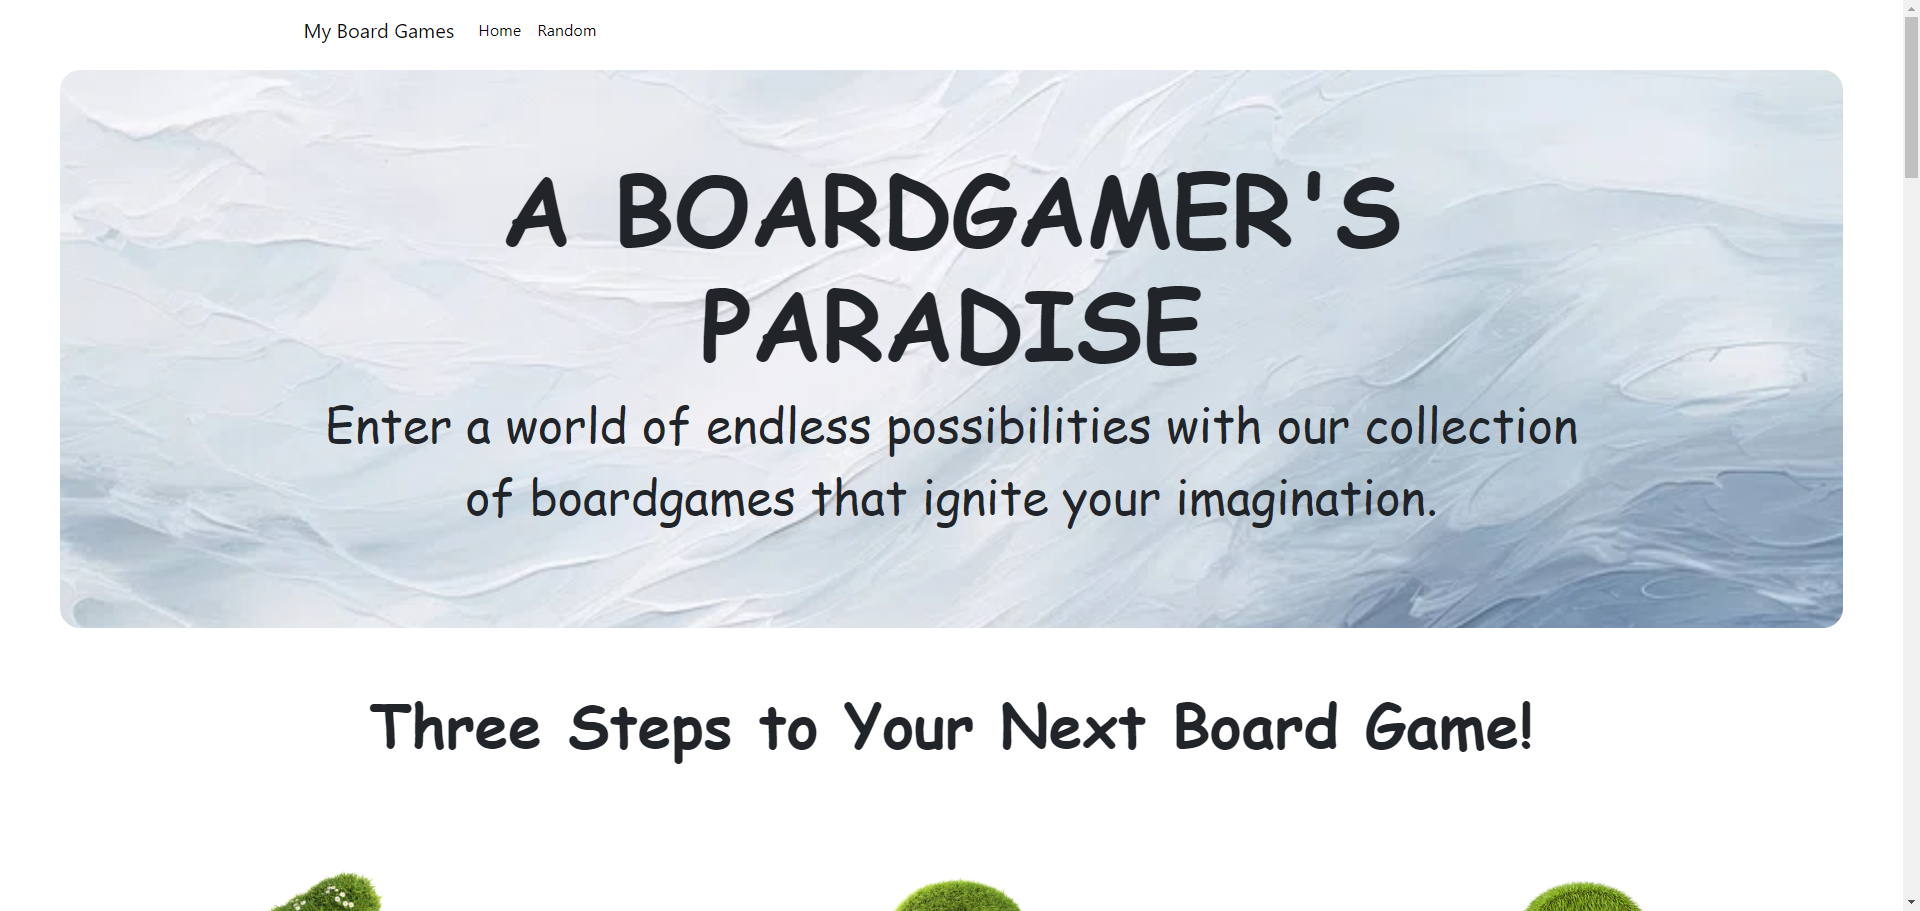 My Board Games Home Random
A BOARDGAMER'S
PARADISE
Enter a world of endless possibilities with our collection
of boardgames that ignite your imagination.
Three Steps to Your Next Board Game!